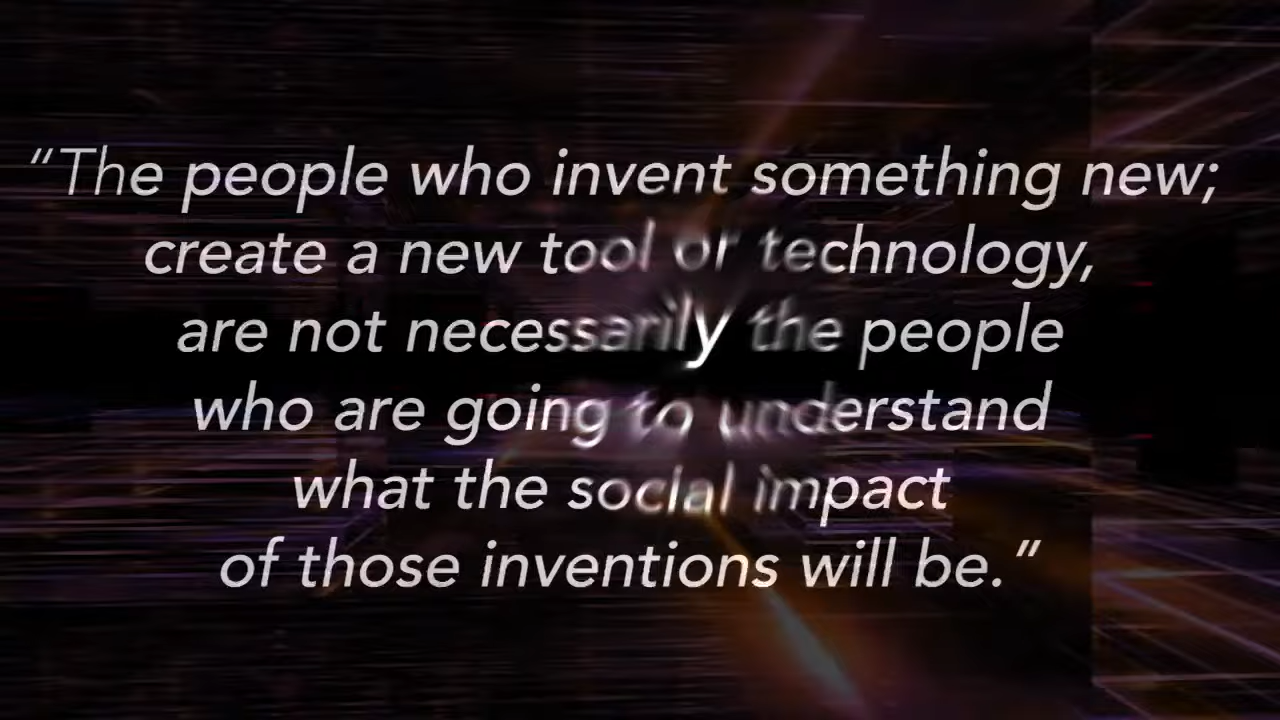 “The people who invent something new;
create a new tool or technology,
are not necessarily the people
who are going to understand
what the social impact
of those inventions will be.”